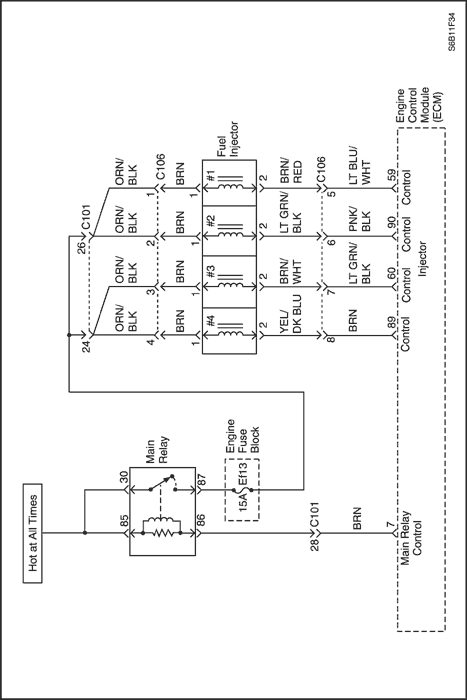 S6B11F34
Hot at All Times
85
30
Main
Relay
86
87
Engine
Fuse
Block
15A
Ef13
28
C101
BRN
7
Main Relay
Control
24
26
C101
ORN/
BLK
ORN/
BLK
ORN/
BLK
ORN/
BLK
4
3
2
1
C106
BRN
BRN
BRN
BRN
1
1
1
1
Fuel
Injector
#4
#3
#2
#1
2
2
2
2
YEL/
DK BLU
BRN/
WHT
LT GRN/
BLK
BRN/
RED
8
7
6
5
C106
BRN
LT GRN/
BLK
PNK/
BLK
LT BLU/
WHT
89
60
90
59
Control
Control
Control
Control
Injector
Engine
Control
Module
(ECM)